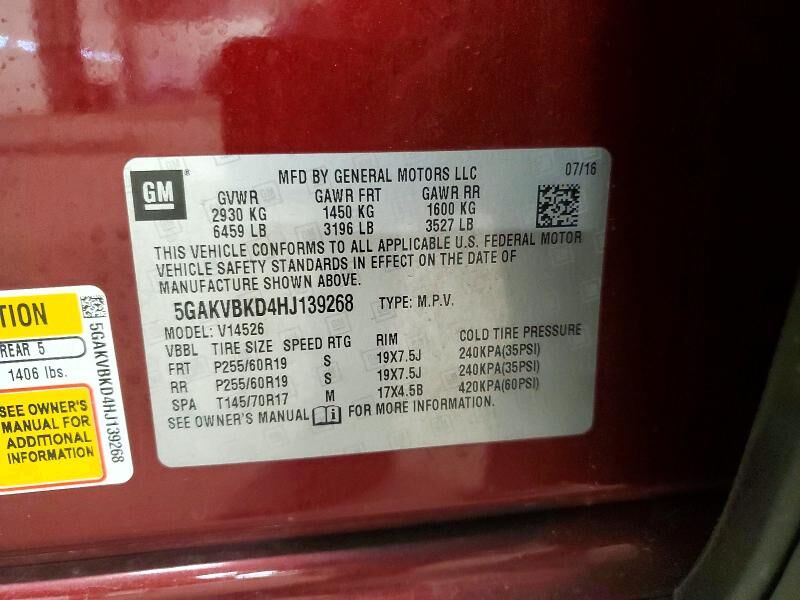 GM®
MFD BY GENERAL MOTORS LLC 07/16
GVWR GAWR FRT GAWR RR
2930 KG 1450 KG 1600 KG
6459 LB 3196 LB 3527 LB
THIS VEHICLE CONFORMS TO ALL APPLICABLE U.S. FEDERAL MOTOR
VEHICLE SAFETY STANDARDS IN EFFECT ON THE DATE OF
MANUFACTURE SHOWN ABOVE.
5GAKVBKD4HJ139268 TYPE: M.P.V.
MODEL: V14526
VBBL TIRE SIZE SPEED RTG RIM COLD TIRE PRESSURE
FRT P255/60R19 S 19X7.5J 240KPA(35PSI)
RR P255/60R19 S 19X7.5J 240KPA(35PSI)
SPA T145/70R17 M 17X4.5B 420KPA(60PSI)
SEE OWNER'S MANUAL FOR MORE INFORMATION.
TION
REAR 5
1406 lbs.
SEE OWNER'S
MANUAL FOR
ADDITIONAL
INFORMATION
5GAKVBKD4HJ139268